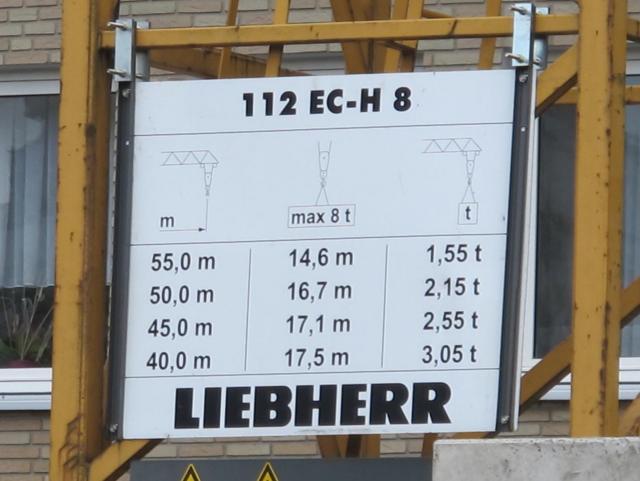 112 EC-H 8
m max 8 t t
55,0 m 14,6 m 1,55 t
50,0 m 16,7 m 2,15 t
45,0 m 17,1 m 2,55 t
40,0 m 17,5 m 3,05 t
LIEBHERR